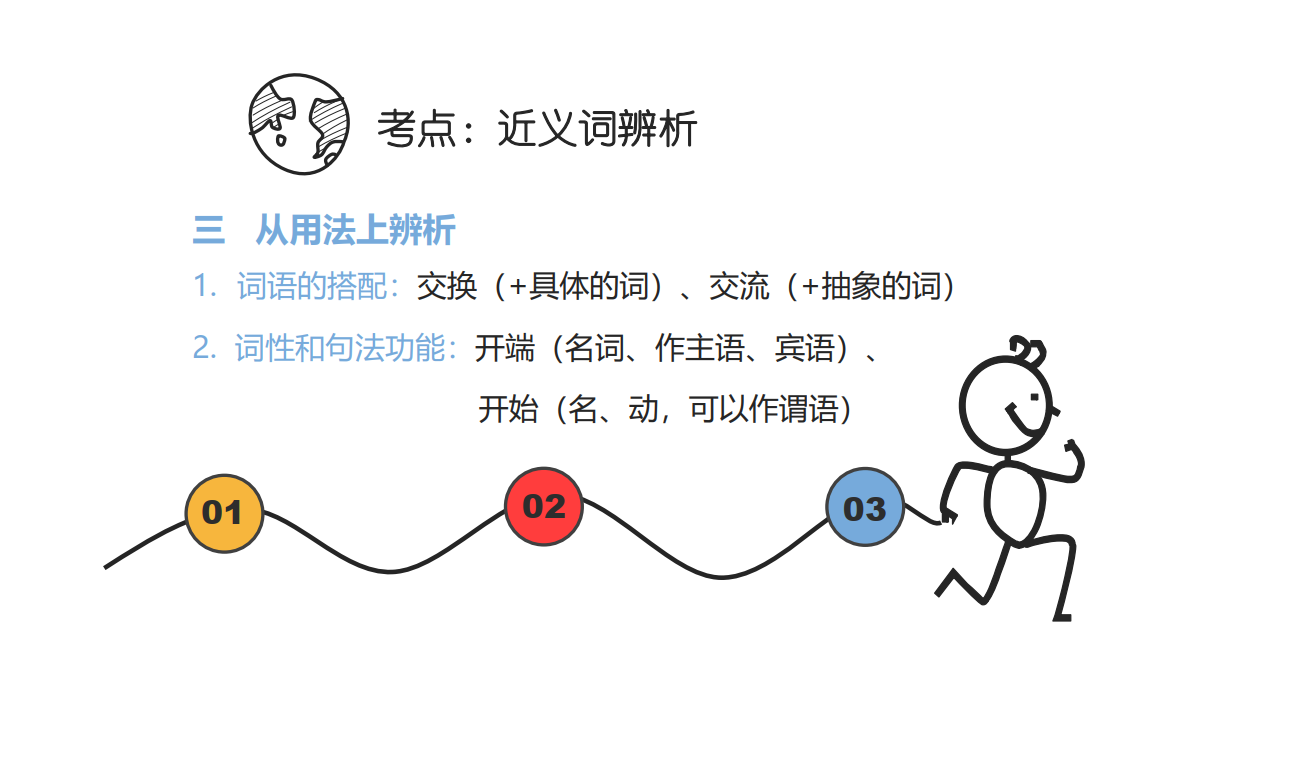 考点：近义词辨析
三 从用法上辨析
1. 词语的搭配：交换（+具体的词）、交流（+抽象的词）
2. 词性和句法功能：开端（名词、作主语、宾语）、
开始（名、动，可以作谓语）
01 02 03